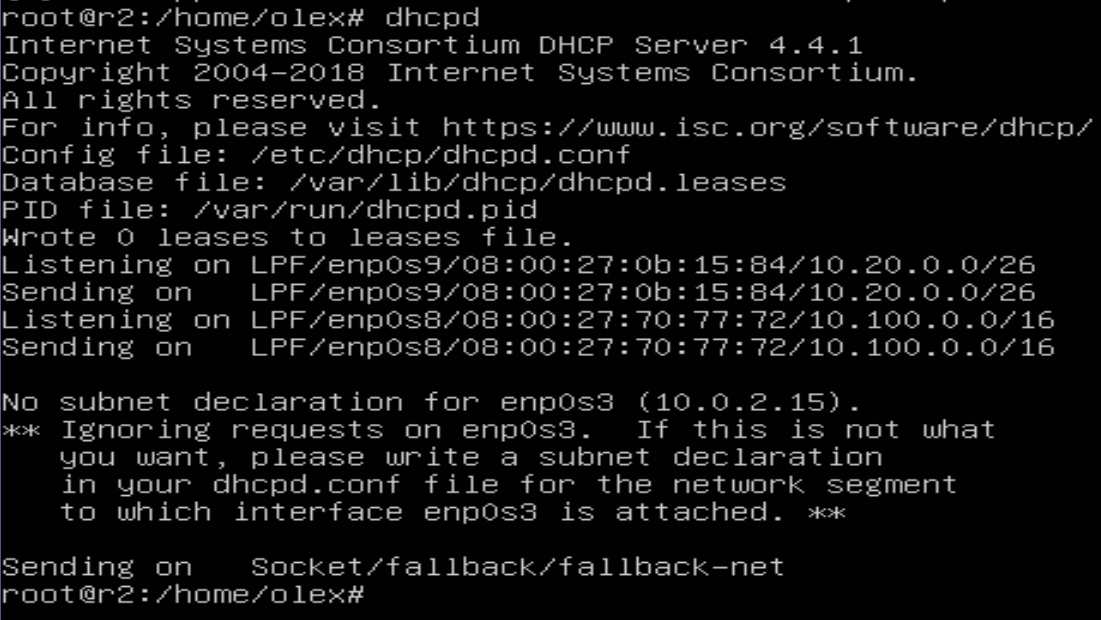 root@r2:/home/olex# dhcpd
Internet Systems Consortium DHCP Server 4.4.1
Copyright 2004-2018 Internet Systems Consortium.
All rights reserved.
For info, please visit https://www.isc.org/software/dhcp/
Config file: /etc/dhcp/dhcpd.conf
Database file: /var/lib/dhcp/dhcpd.leases
PID file: /var/run/dhcpd.pid
Wrote 0 leases to leases file.
Listening on LPF/enp0s9/08:00:27:0b:15:84/10.20.0.0/26
Sending on   LPF/enp0s9/08:00:27:0b:15:84/10.20.0.0/26
Listening on LPF/enp0s8/08:00:27:70:77:72/10.100.0.0/16
Sending on   LPF/enp0s8/08:00:27:70:77:72/10.100.0.0/16

No subnet declaration for enp0s3 (10.0.2.15).
** Ignoring requests on enp0s3.  If this is not what
   you want, please write a subnet declaration
   in your dhcpd.conf file for the network segment
   to which interface enp0s3 is attached. **

Sending on   Socket/fallback/fallback-net
root@r2:/home/olex#